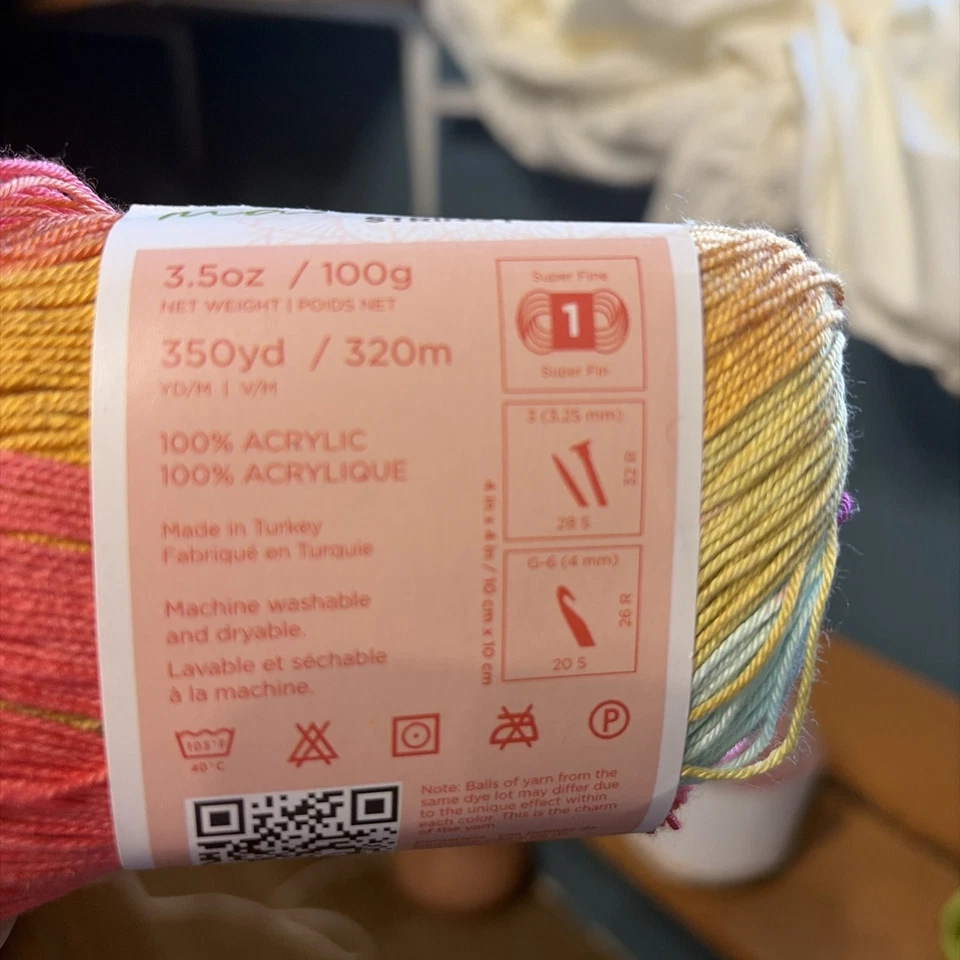 3.5oz / 100g
NET WEIGHT | POIDS NET
350yd / 320m
YD/M | V/M
100% ACRYLIC
100% ACRYLIQUE
Made in Turkey
Fabriqué en Turquie
Machine washable
and dryable.
Lavable et séchable
à la machine.
Super Fine
1
Super Fin
3 (3.25 mm)
32 R
28 S
G-6 (4 mm)
26 R
20 S
4 in x 4 in / 10 cm x 10 cm
105°F
40°C
P
Note: Balls of yarn from the
same dye lot may differ due
to the unique effect within
each color. This is the charm
of the yarn.